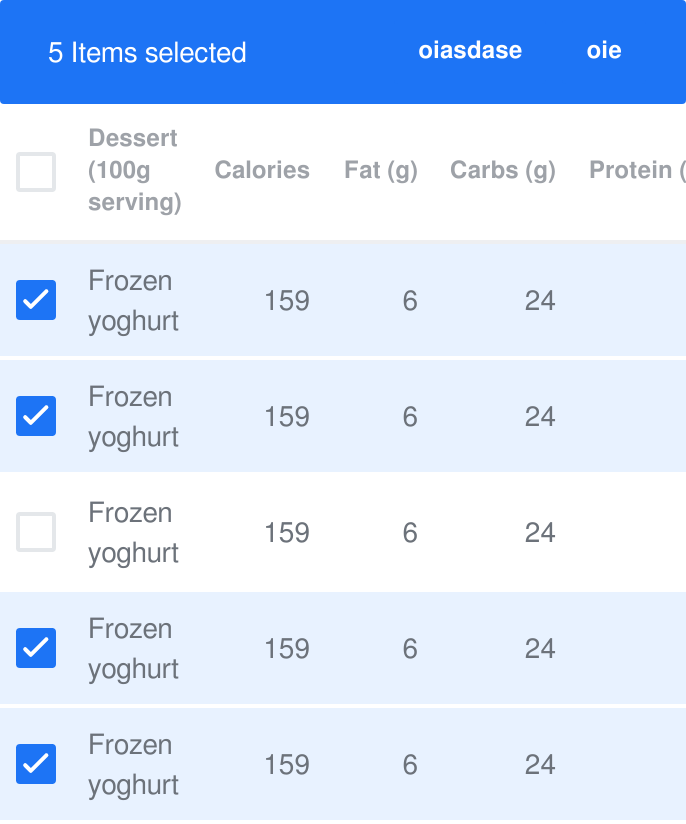 5 Items selected oiasdase oie
Dessert
(100g
serving) Calories Fat (g) Carbs (g) Protein (
Frozen
yoghurt 159 6 24
Frozen
yoghurt 159 6 24
Frozen
yoghurt 159 6 24
Frozen
yoghurt 159 6 24
Frozen
yoghurt 159 6 24